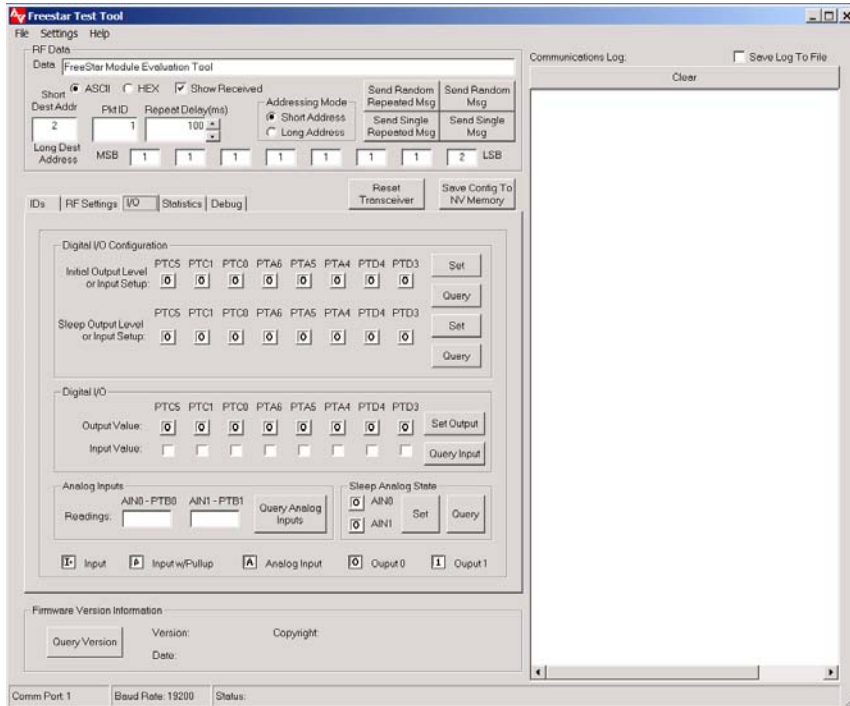 Freestar Test Tool
File Settings Help
RF Data
Data FreeStar Module Evaluation Tool
ASCII HEX Show Received
Short Dest Addr
2
Pkt ID
1
Repeat Delay(ms)
100
Addressing Mode
Short Address
Long Address
Send Random Repeated Msg
Send Random Msg
Send Single Repeated Msg
Send Single Msg
Long Dest Address
MSB 1 1 1 1 1 1 1 2 LSB
Reset Transceiver
Save Config To NV Memory
IDs RF Settings I/O Statistics Debug
Digital I/O Configuration
PTC5 PTC1 PTC0 PTA6 PTA5 PTA4 PTD4 PTD3
Initial Output Level or Input Setup: 0 0 0 0 0 0 0 0
Set
Query
PTC5 PTC1 PTC0 PTA6 PTA5 PTA4 PTD4 PTD3
Sleep Output Level or Input Setup: 0 0 0 0 0 0 0 0
Set
Query
Digital I/O
PTC5 PTC1 PTC0 PTA6 PTA5 PTA4 PTD4 PTD3
Output Value: 0 0 0 0 0 0 0 0 Set Output
Input Value: Query Input
Analog Inputs
AIN0 - PTB0 AIN1 - PTB1
Readings:
Query Analog Inputs
Sleep Analog State
0 AIN0
0 AIN1
Set Query
Input Input w/Pullup A Analog Input 0 Ouput 0 1 Ouput 1
Firmware Version Information
Query Version
Version: Copyright:
Date:
Communications Log: Save Log To File
Clear
Comm Port: 1 Baud Rate: 19200 Status: